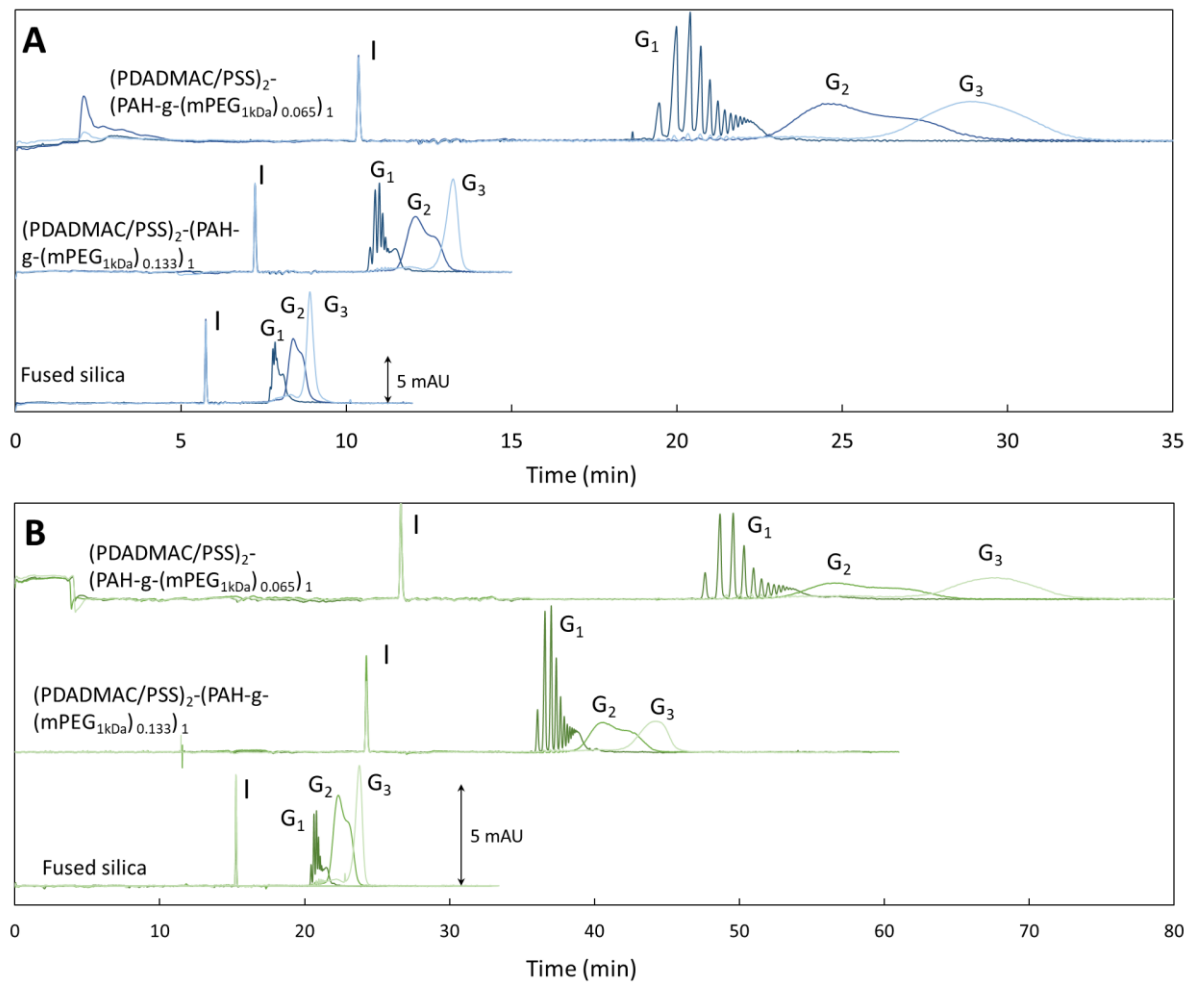 A
(PDADMAC/PSS)₂-
(PAH-g-(mPEG₁kDa)₀.₀₆₅)₁
I
G₁
G₂
G₃
(PDADMAC/PSS)₂-(PAH-
g-(mPEG₁kDa)₀.₁₃₃)₁
I
G₁
G₂
G₃
Fused silica
I
G₁
G₂
G₃
5 mAU
0 5 10 15 20 25 30 35
Time (min)
B
(PDADMAC/PSS)₂-
(PAH-g-(mPEG₁kDa)₀.₀₆₅)₁
I
G₁
G₂
G₃
(PDADMAC/PSS)₂-(PAH-g-
(mPEG₁kDa)₀.₁₃₃)₁
I
G₁
G₂
G₃
Fused silica
I
G₁
G₂
G₃
5 mAU
0 10 20 30 40 50 60 70 80
Time (min)